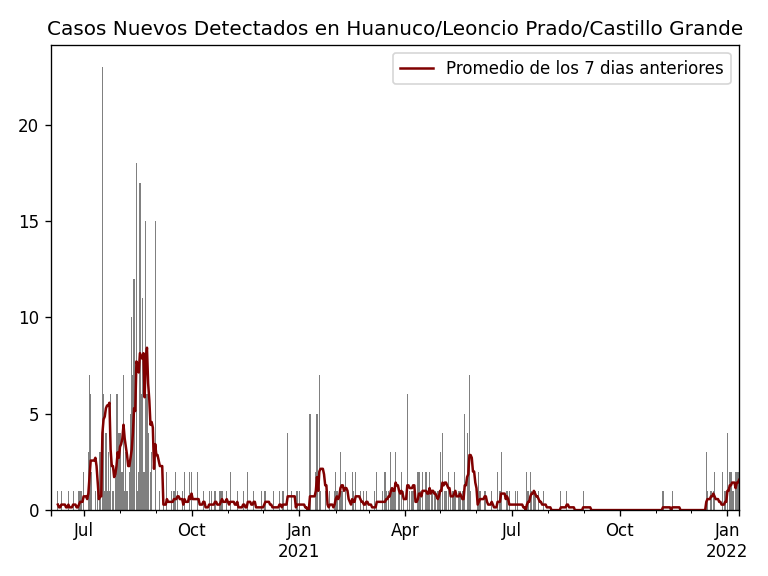 Casos Nuevos Detectados en Huanuco/Leoncio Prado/Castillo Grande
Promedio de los 7 dias anteriores
20
15
10
5
0
Jul
Oct
Jan
2021
Apr
Jul
Oct
Jan
2022